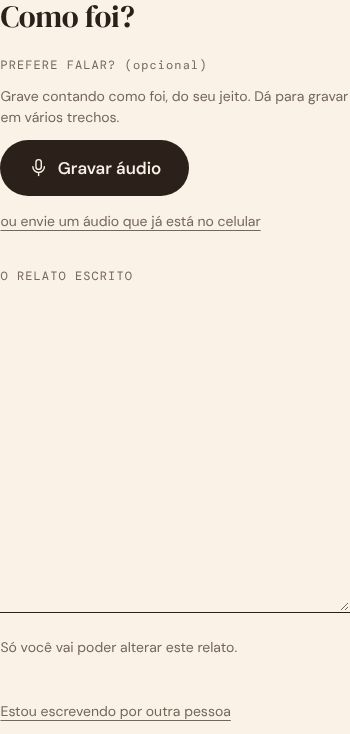 Como foi?
PREFERE FALAR? (opcional)
Grave contando como foi, do seu jeito. Dá para gravar
em vários trechos.
Gravar áudio
ou envie um áudio que já está no celular
O RELATO ESCRITO
Só você vai poder alterar este relato.
Estou escrevendo por outra pessoa